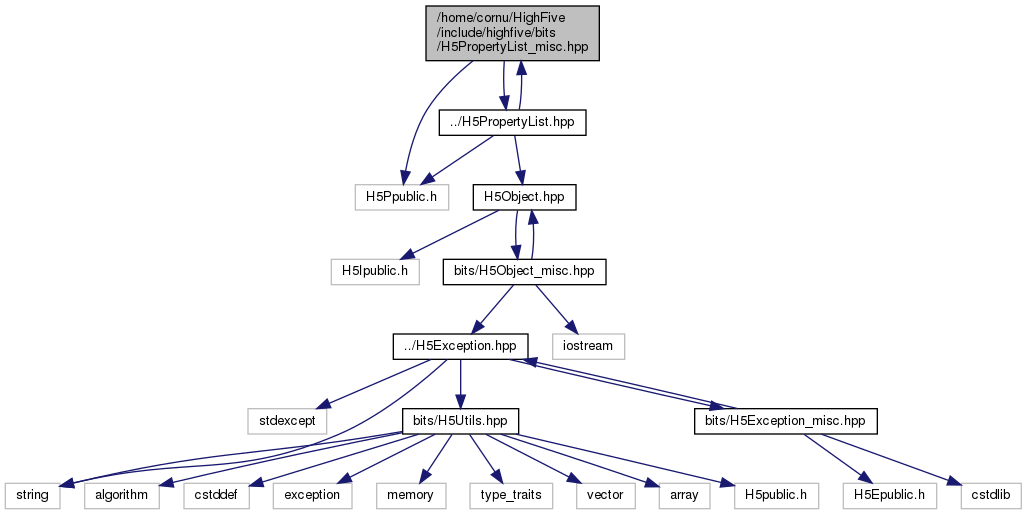 /home/cornu/HighFive
/include/highfive/bits
/H5PropertyList_misc.hpp
../H5PropertyList.hpp
H5Ppublic.h
H5Object.hpp
H5Ipublic.h
bits/H5Object_misc.hpp
../H5Exception.hpp
iostream
stdexcept
bits/H5Utils.hpp
bits/H5Exception_misc.hpp
string
algorithm
cstddef
exception
memory
type_traits
vector
array
H5public.h
H5Epublic.h
cstdlib